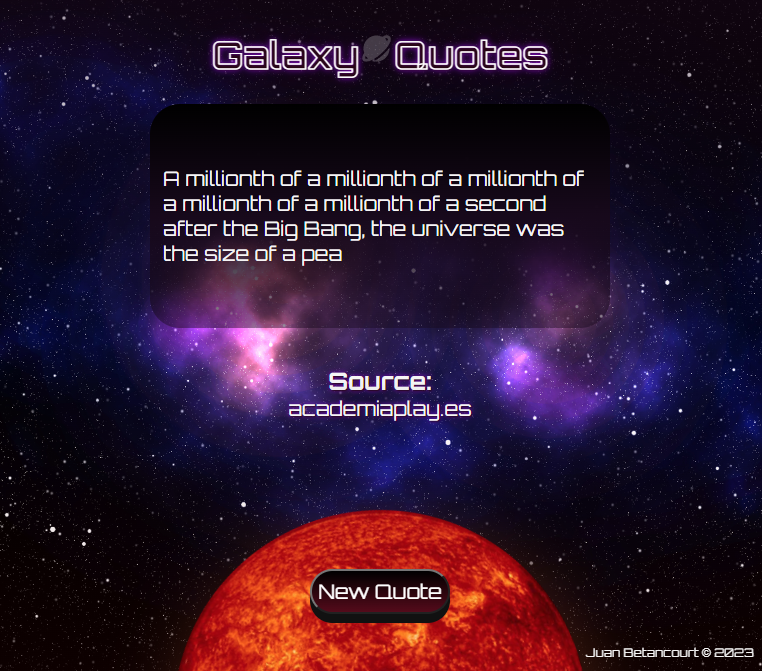 Galaxy Quotes
A millionth of a millionth of a millionth of
a millionth of a millionth of a second
after the Big Bang, the universe was
the size of a pea
Source:
academiaplay.es
New Quote
Juan Betancourt © 2023